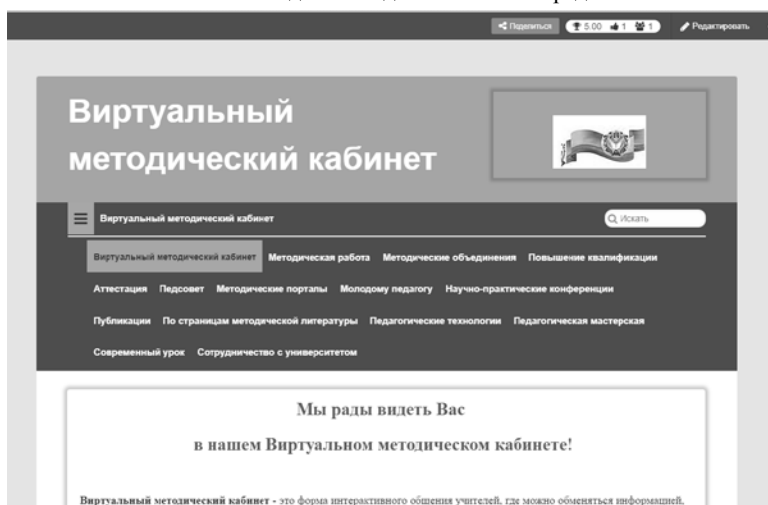 Поделиться 5.00 1 1 Редактировать
Виртуальный
методический кабинет
Виртуальный методический кабинет Искать
Виртуальный методический кабинет Методическая работа Методические объединения Повышение квалификации
Аттестация Педсовет Методические порталы Молодому педагогу Научно-практические конференции
Публикации По страницам методической литературы Педагогические технологии Педагогическая мастерская
Современный урок Сотрудничество с университетом
Мы рады видеть Вас
в нашем Виртуальном методическом кабинете!
Виртуальный методический кабинет - это форма интерактивного общения учителей, где можно обменяться информацией,